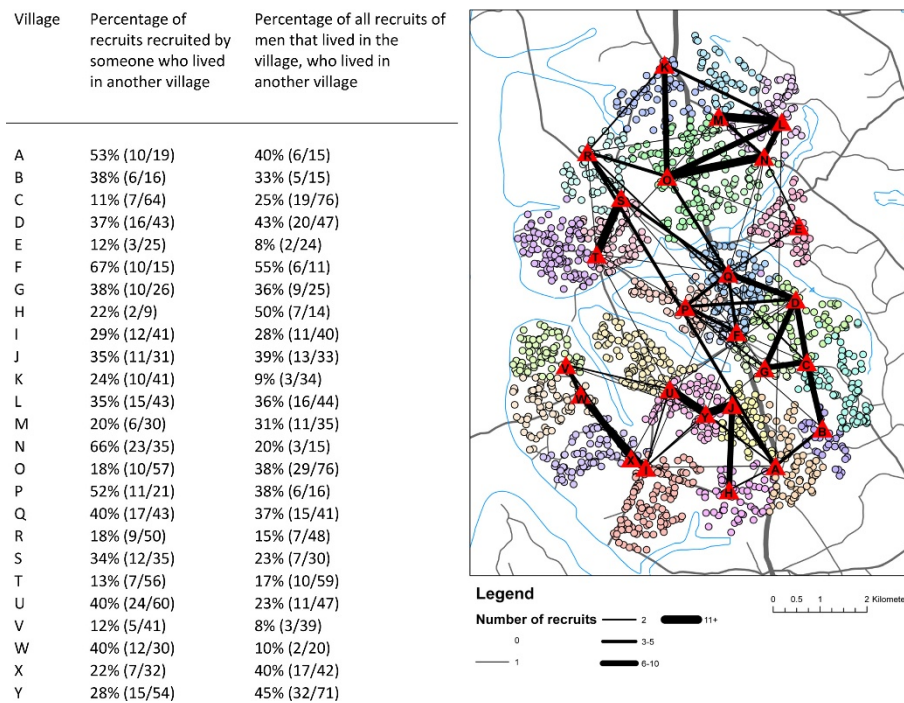 Village Percentage of Percentage of all recruits of
recruits recruited by men that lived in the
someone who lived village, who lived in
in another village another village
A 53% (10/19) 40% (6/15)
B 38% (6/16) 33% (5/15)
C 11% (7/64) 25% (19/76)
D 37% (16/43) 43% (20/47)
E 12% (3/25) 8% (2/24)
F 67% (10/15) 55% (6/11)
G 38% (10/26) 36% (9/25)
H 22% (2/9) 50% (7/14)
I 29% (12/41) 28% (11/40)
J 35% (11/31) 39% (13/33)
K 24% (10/41) 9% (3/34)
L 35% (15/43) 36% (16/44)
M 20% (6/30) 31% (11/35)
N 66% (23/35) 20% (3/15)
O 18% (10/57) 38% (29/76)
P 52% (11/21) 38% (6/16)
Q 40% (17/43) 37% (15/41)
R 18% (9/50) 15% (7/48)
S 34% (12/35) 23% (7/30)
T 13% (7/56) 17% (10/59)
U 40% (24/60) 23% (11/47)
V 12% (5/41) 8% (3/39)
W 40% (12/30) 10% (2/20)
X 22% (7/32) 40% (17/42)
Y 28% (15/54) 45% (32/71)
K
M
L
R
N
O
S
E
T
Q
D
P
F
G
C
V
W
U
J
Y
B
X
I
A
H
Legend
Number of recruits
0
1
2
3-5
6-10
11+
0 0.5 1 2 Kilomete